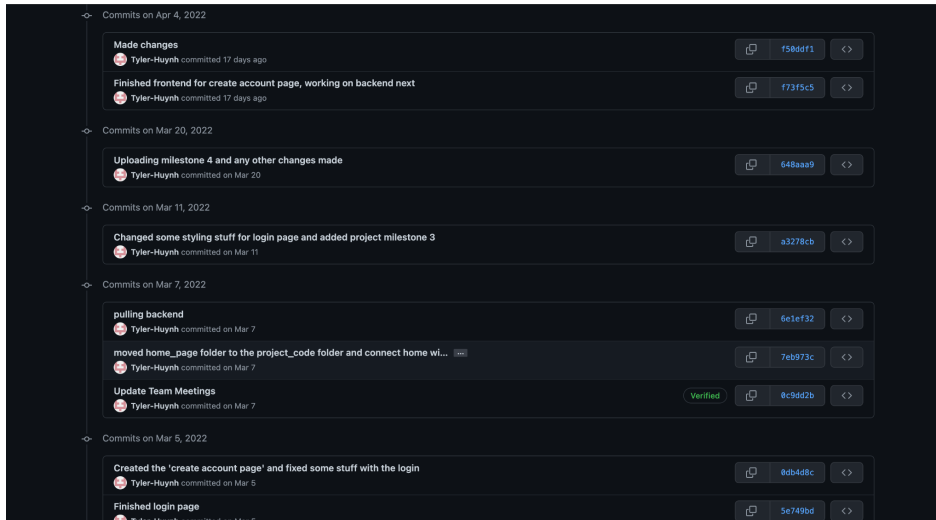 Commits on Apr 4, 2022
Made changes
Tyler-Huynh committed 17 days ago
f50ddf1
Finished frontend for create account page, working on backend next
Tyler-Huynh committed 17 days ago
f73f5c5
Commits on Mar 20, 2022
Uploading milestone 4 and any other changes made
Tyler-Huynh committed on Mar 20
648aaa9
Commits on Mar 11, 2022
Changed some styling stuff for login page and added project milestone 3
Tyler-Huynh committed on Mar 11
a3278cb
Commits on Mar 7, 2022
pulling backend
Tyler-Huynh committed on Mar 7
6e1ef32
moved home_page folder to the project_code folder and connect home wi... ...
Tyler-Huynh committed on Mar 7
7eb973c
Update Team Meetings
Tyler-Huynh committed on Mar 7
Verified
0c9dd2b
Commits on Mar 5, 2022
Created the 'create account page' and fixed some stuff with the login
Tyler-Huynh committed on Mar 5
0db4d8c
Finished login page
Tyler-Huynh committed on Mar 5
5e749bd